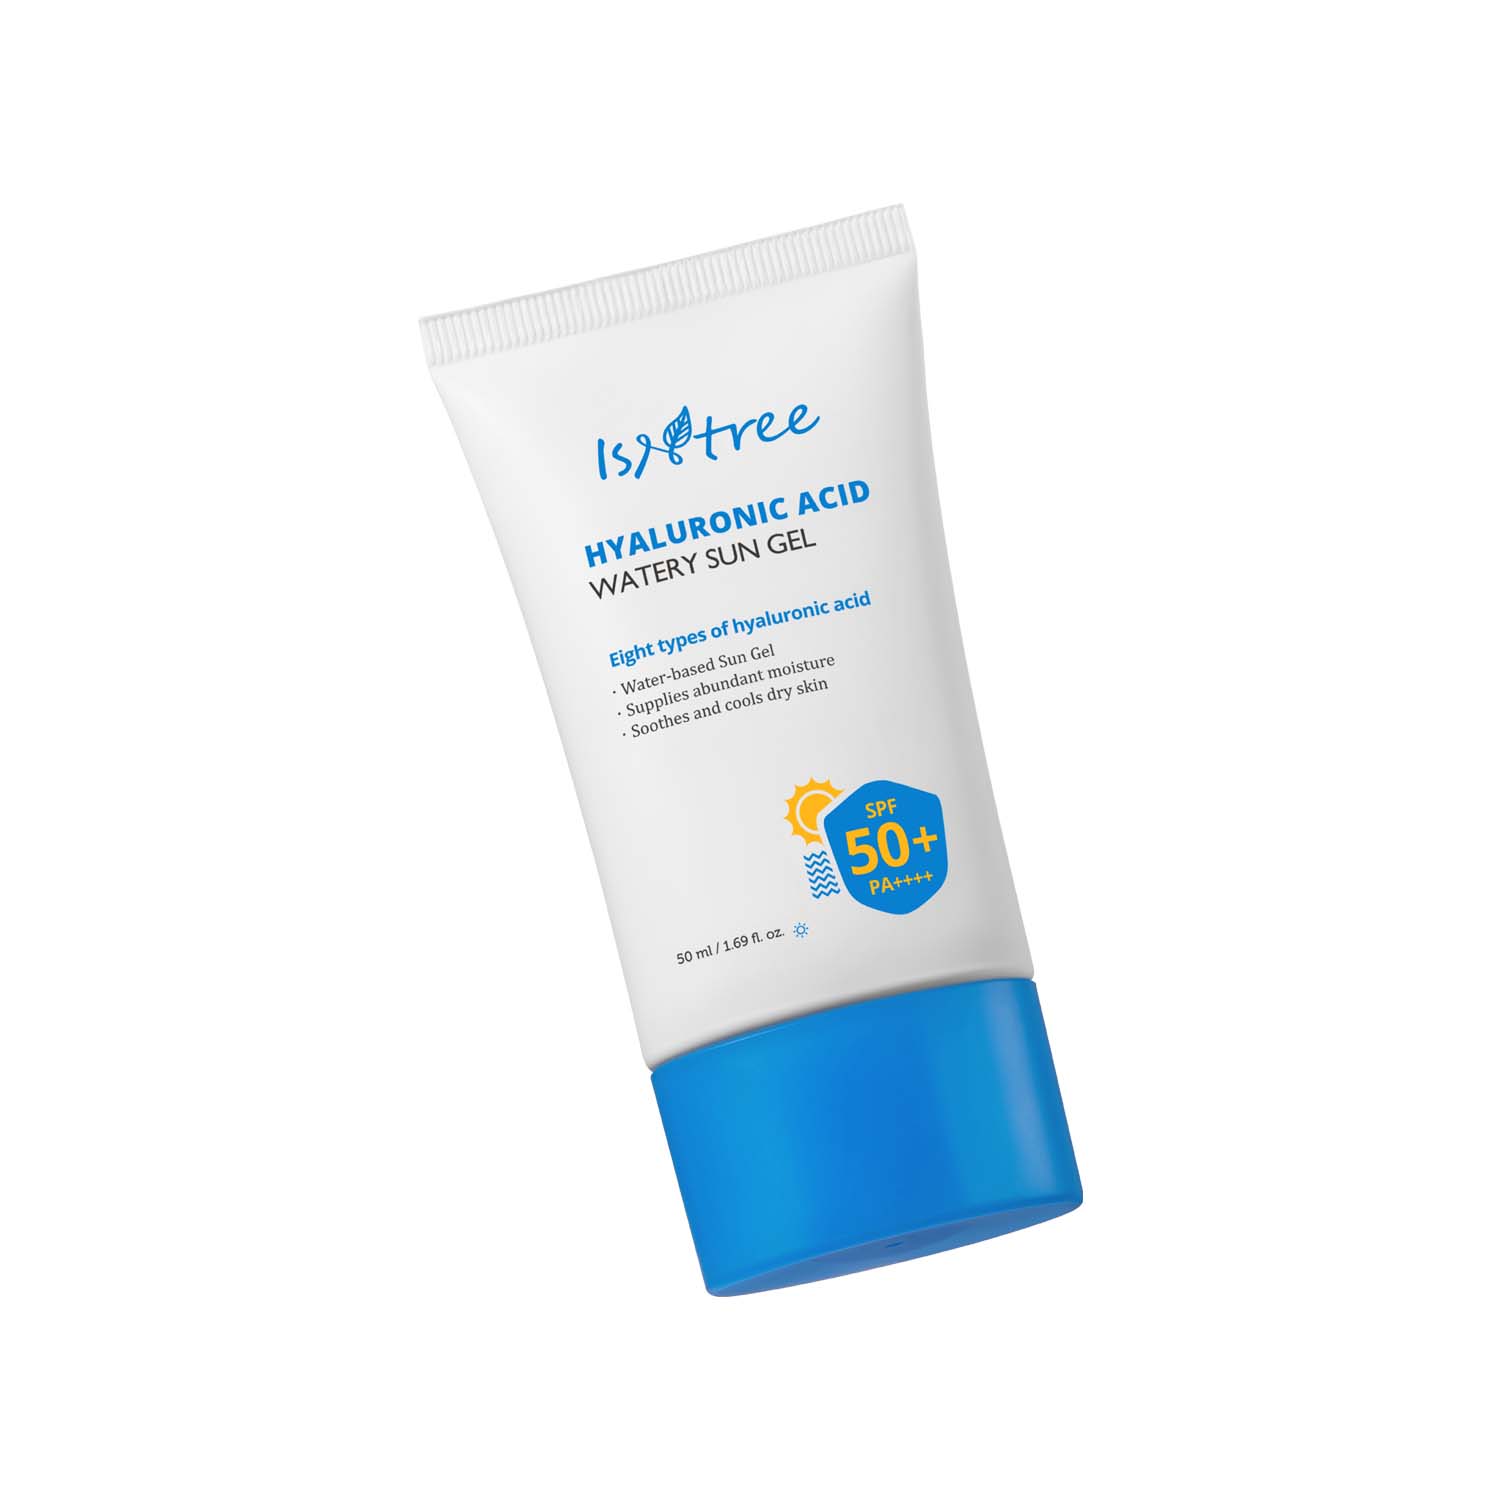 Isntree
HYALURONIC ACID
WATERY SUN GEL
Eight types of hyaluronic acid
· Water-based Sun Gel
· Supplies abundant moisture
· Soothes and cools dry skin
SPF
50+
PA++++
50 ml / 1.69 fl. oz.